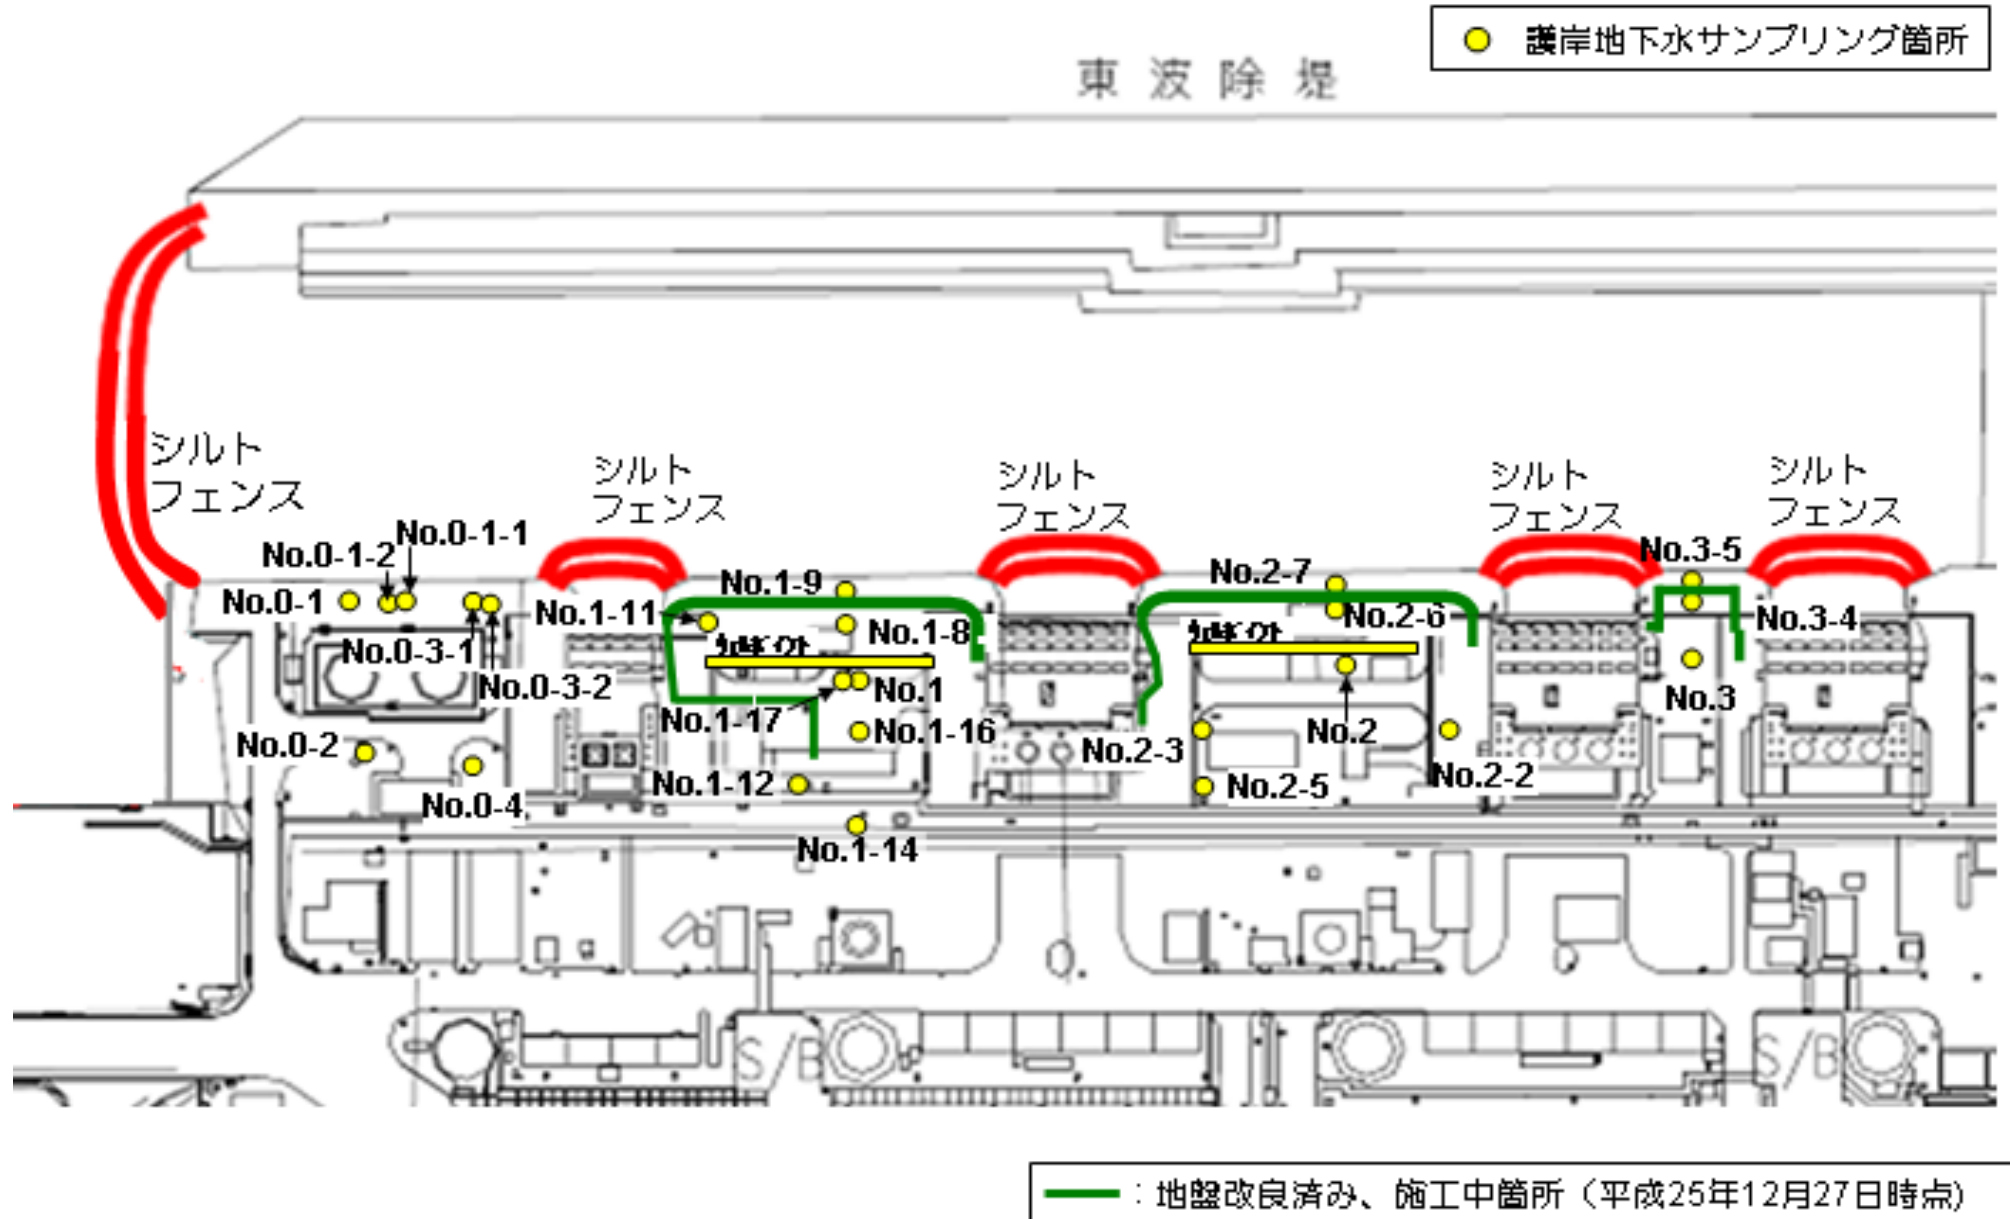 護岸地下水サンプリング箇所
東波除堤
シルト
フェンス
シルト
フェンス
シルト
フェンス
シルト
フェンス
シルト
フェンス
No.0-1-1
No.0-1-2
No.0-1
No.0-3-1
No.0-3-2
No.0-2
No.0-4
No.1-9
No.1-11
No.1-8
No.1
No.1-17
No.1-16
No.1-12
No.1-14
No.2-7
No.2-6
No.2-3
No.2
No.2-5
No.2-2
No.3-5
No.3-4
No.3
S/B
S/B
：地盤改良済み、施工中箇所（平成25年12月27日時点）